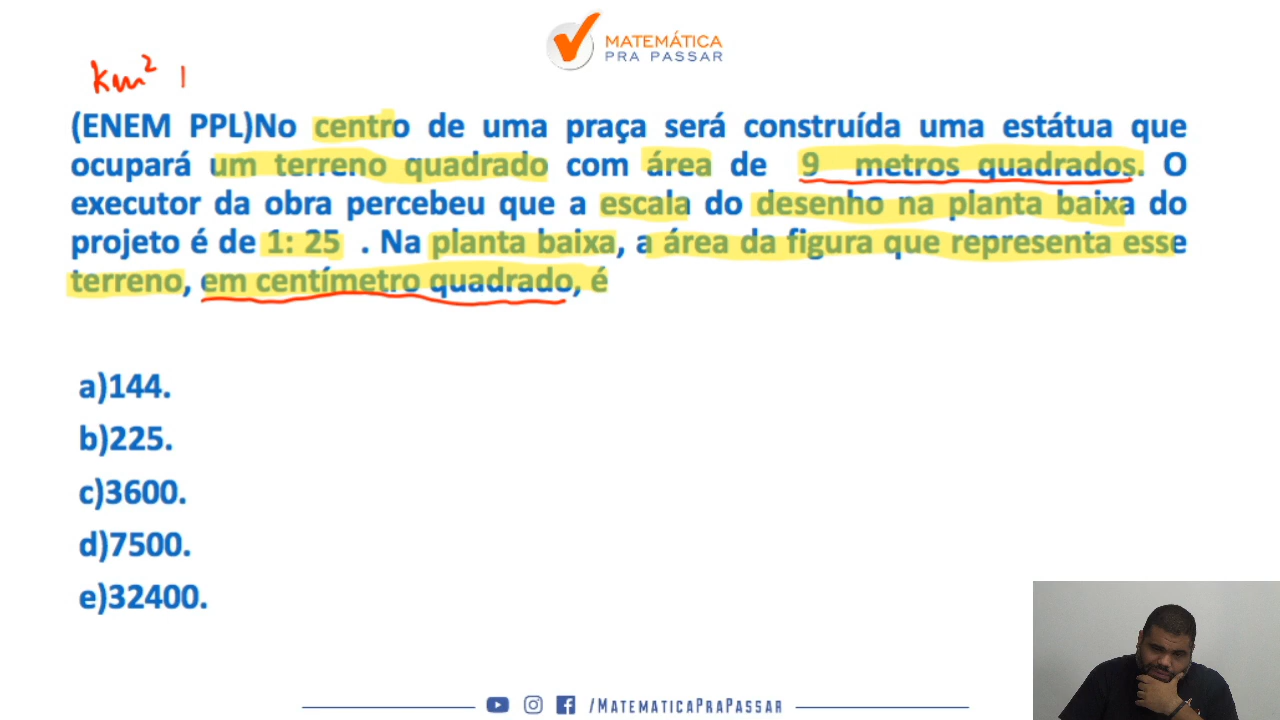 MATEMÁTICA
PRA PASSAR
km² |
(ENEM PPL)No centro de uma praça será construída uma estátua que
ocupará um terreno quadrado com área de 9 metros quadrados. O
executor da obra percebeu que a escala do desenho na planta baixa do
projeto é de 1: 25 . Na planta baixa, a área da figura que representa esse
terreno, em centímetro quadrado, é
a)144.
b)225.
c)3600.
d)7500.
e)32400.
/MATEMATICAPRAPASSAR